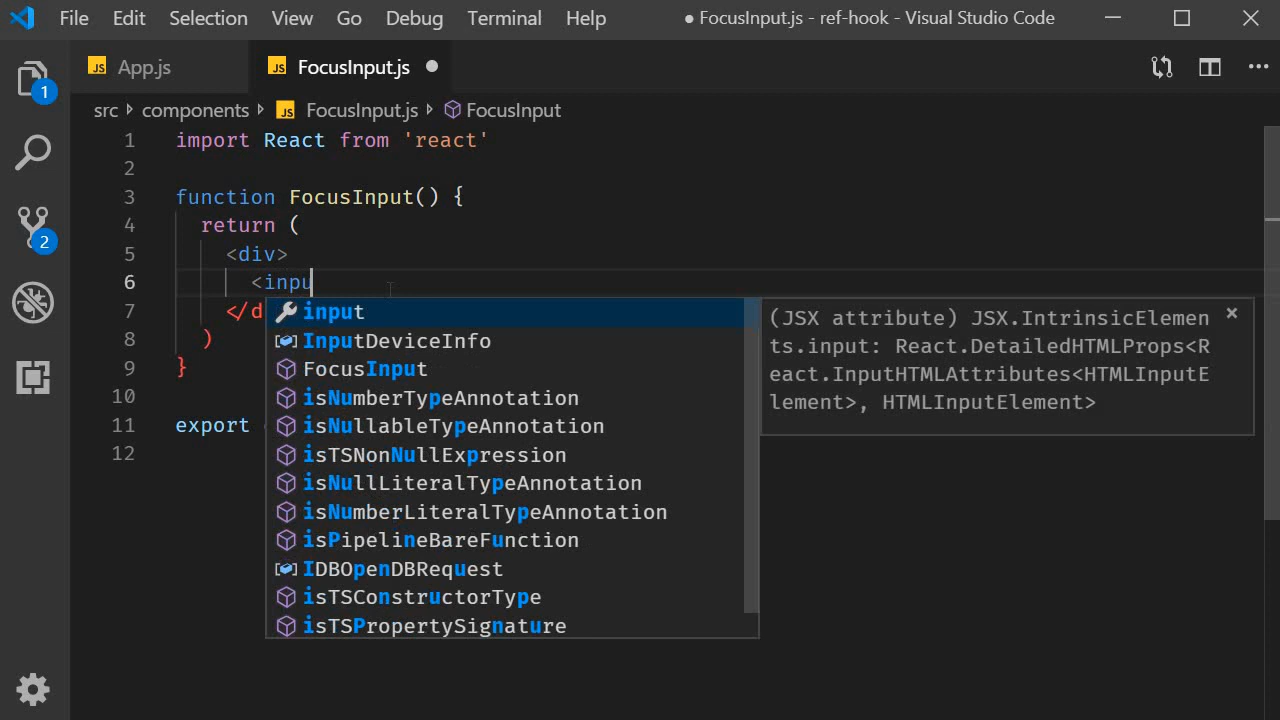 File Edit Selection View Go Debug Terminal Help ● FocusInput.js - ref-hook - Visual Studio Code
JS App.js JS FocusInput.js
src components JS FocusInput.js FocusInput
1 import React from 'react'
2
3 function FocusInput() {
4 return (
5 <div>
6 <inpu
7 </d
8 )
9 }
10
11 export
12
1
2
input
InputDeviceInfo
FocusInput
isNumberTypeAnnotation
isNullableTypeAnnotation
isTSNonNullExpression
isNullLiteralTypeAnnotation
isNumberLiteralTypeAnnotation
isPipelineBareFunction
IDBOpenDBRequest
isTSConstructorType
isTSPropertySignature
(JSX attribute) JSX.IntrinsicElemen
ts.input: React.DetailedHTMLProps<R
eact.InputHTMLAttributes<HTMLInputE
lement>, HTMLInputElement>